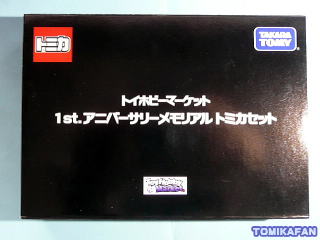 トミカ
TAKARA
TOMY
トイホビーマーケット
1st.アニバーサリーメモリアル トミカセット
TOMIKAFAN